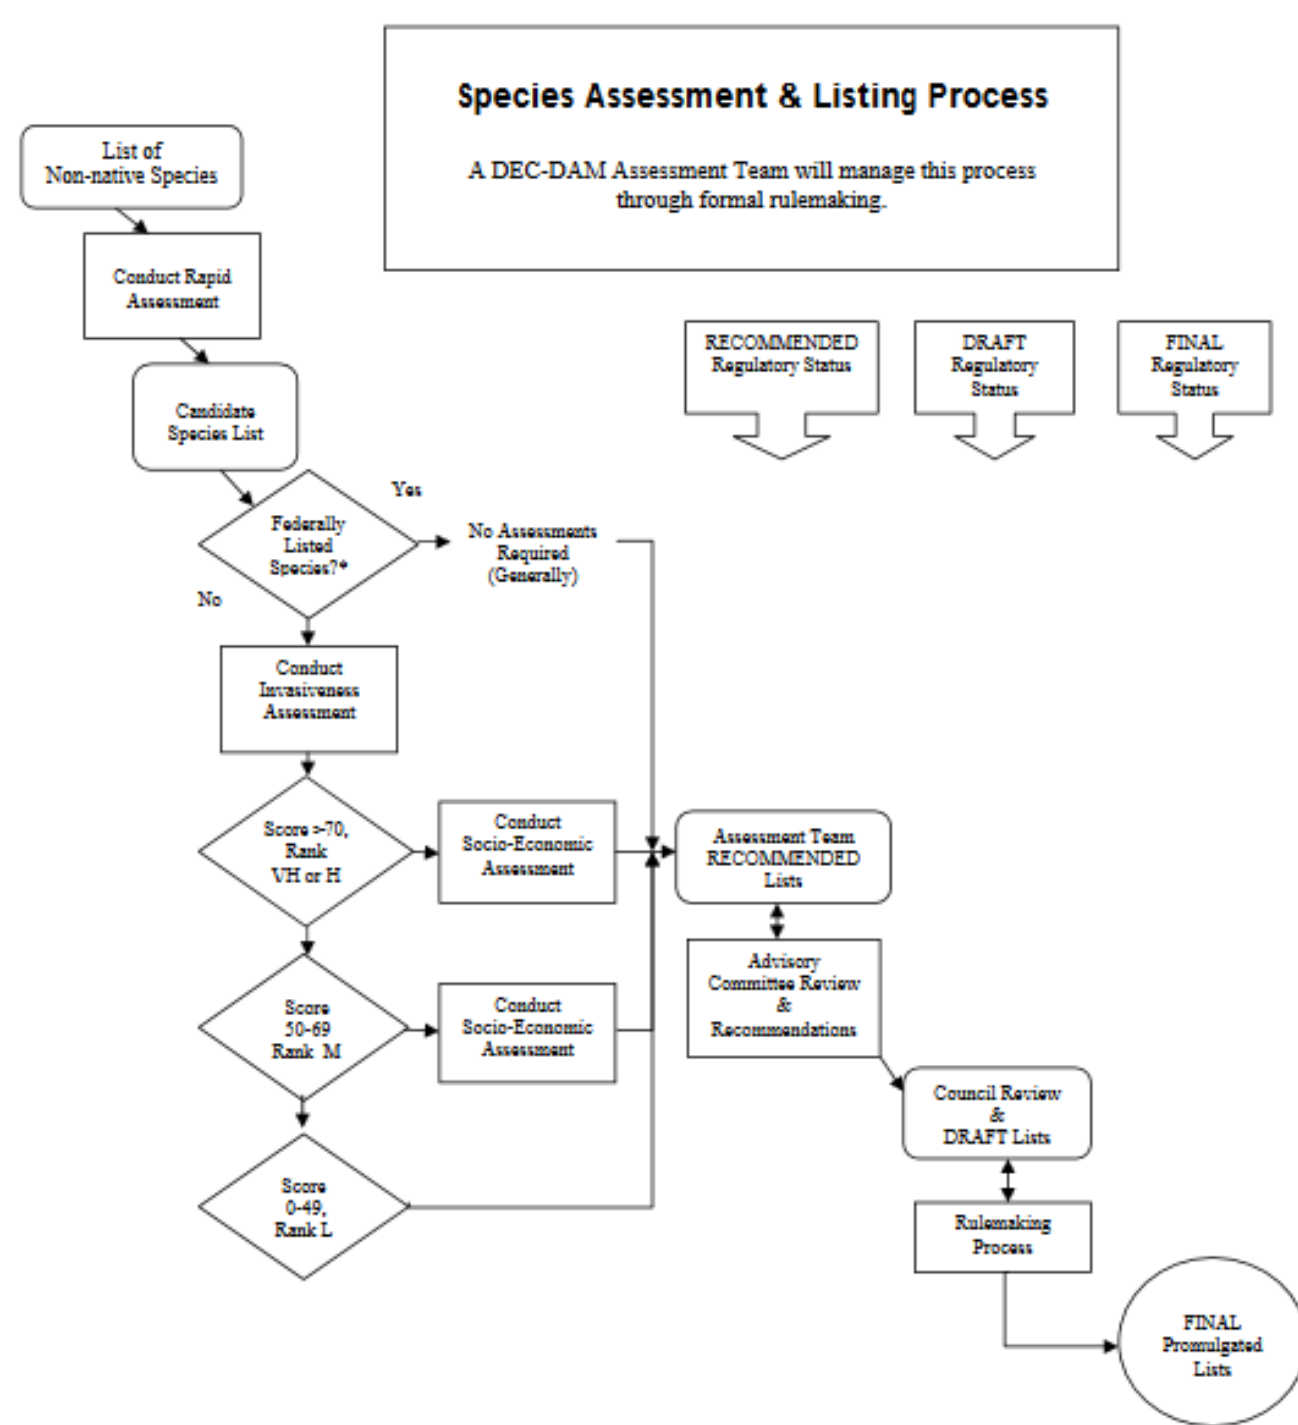 Species Assessment & Listing Process
A DEC-DAM Assessment Team will manage this process
through formal rulemaking.
List of
Non-native Species
Conduct Rapid
Assessment
Candidate
Species List
RECOMMENDED
Regulatory Status
DRAFT
Regulatory
Status
FINAL
Regulatory
Status
Federally
Listed
Species?*
Yes
No
No Assessments
Required
(Generally)
Conduct
Invasiveness
Assessment
Score >-70,
Rank
VH or H
Conduct
Socio-Economic
Assessment
Score
50-69
Rank M
Conduct
Socio-Economic
Assessment
Score
0-49,
Rank L
Assessment Team
RECOMMENDED
Lists
Advisory
Committee Review
&
Recommendations
Council Review
&
DRAFT Lists
Rulemaking
Process
FINAL
Promulgated
Lists